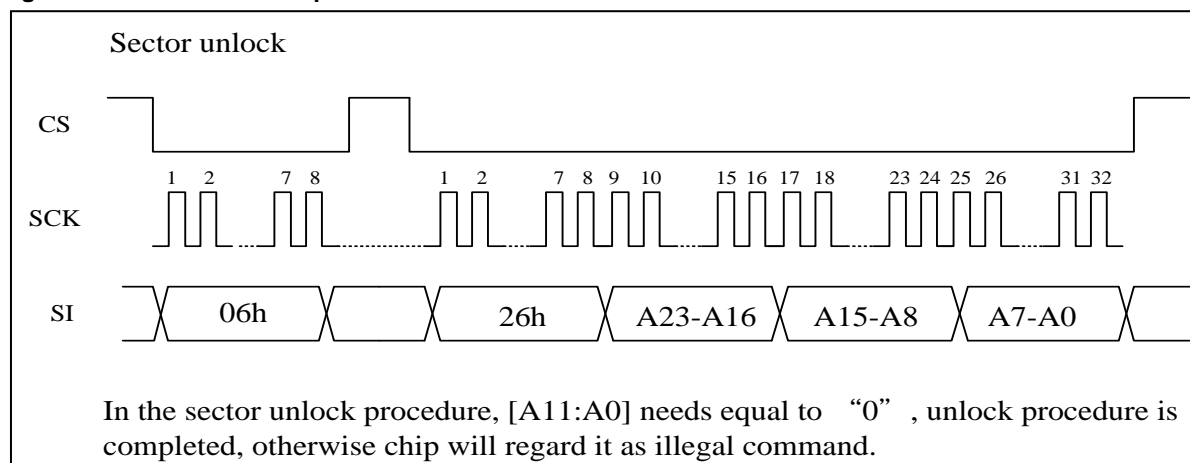 Sector unlock
CS
1 2 7 8 1 2 7 8 9 10 15 16 17 18 23 24 25 26 31 32
SCK
SI 06h 26h A23-A16 A15-A8 A7-A0
In the sector unlock procedure, [A11:A0] needs equal to “0”, unlock procedure is
completed, otherwise chip will regard it as illegal command.